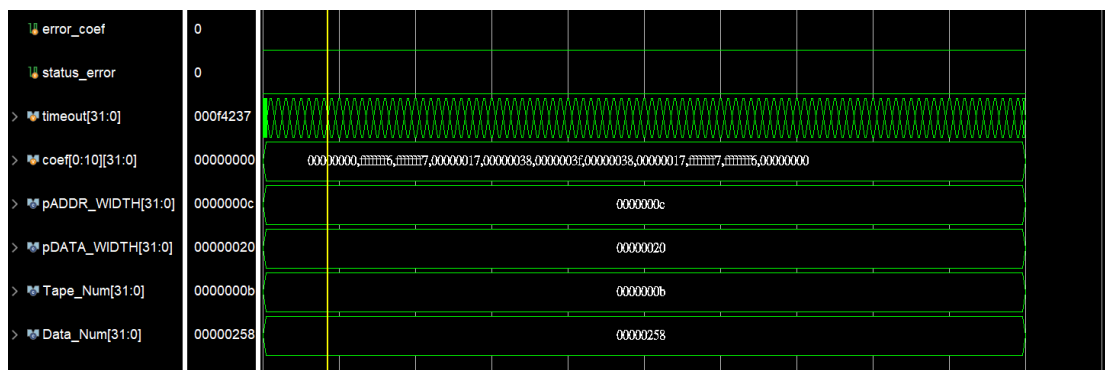 error_coef 0
status_error 0
timeout[31:0] 000f4237
coef[0:10][31:0] 00000000 00000000,fffffff6,fffffff7,00000017,00000038,0000003f,00000038,00000017,fffffff7,fffffff6,00000000
pADDR_WIDTH[31:0] 0000000c 0000000c
pDATA_WIDTH[31:0] 00000020 00000020
Tape_Num[31:0] 0000000b 0000000b
Data_Num[31:0] 00000258 00000258